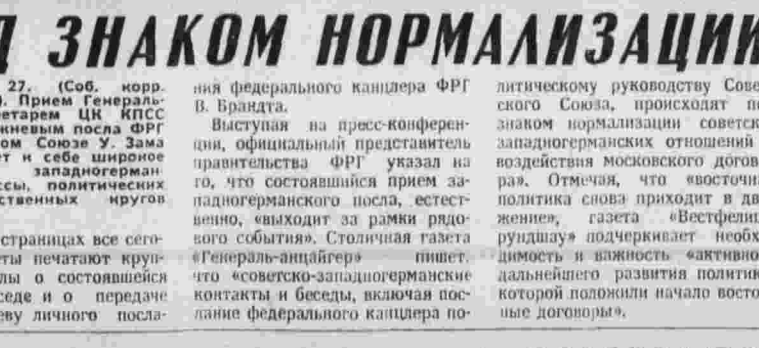 Д ЗНАКОМ НОРМАЛИЗАЦИИ
27. (Соб. корр.
). Прием Генераль-
ретарем ЦК КПСС
жневым посла ФРГ
ком Союзе У. Зама
ет к себе широкое
западногерман-
ссы, политических
ственных кругов
страницах все сего-
еты печатают круп-
лы о состоявшейся
седе и о передаче
еву личного посла-
ния федерального канцлера ФРГ
В. Брандта.
Выступая на пресс-конферен-
ции, официальный представитель
правительства ФРГ указал на
то, что состоявшийся прием за-
падногерманского посла, естест-
венно, «выходит за рамки рядо-
вого события». Столичная газета
«Генераль-анцайгер» пишет,
что «советско-западногерманские
контакты и беседы, включая пос-
лание федерального канцлера по-
литическому руководству Сове
ского Союза, происходят по
знаком нормализации советск
западногерманских отношений
воздействия московского догов
ра». Отмечая, что «восточна
политика снова приходит в дв
жение», газета «Вестфелиш
рундшау» подчеркивает необх
димость и важность «активно
дальнейшего развития политик
которой положили начало восто
ные договоры».